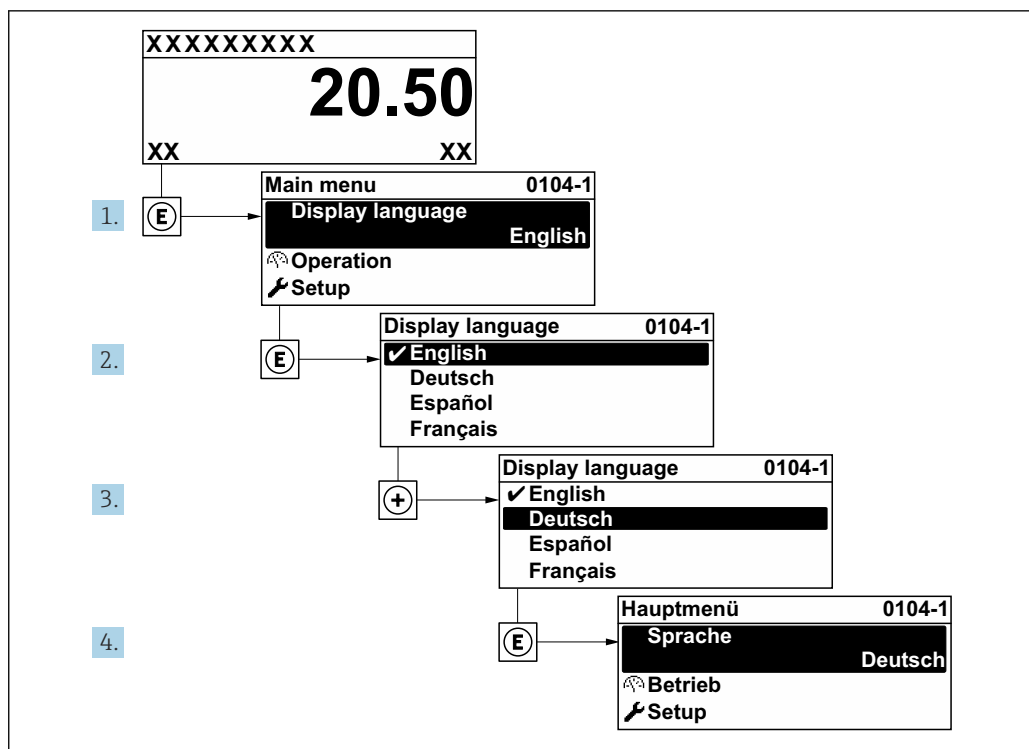 XXXXXXXXX
20.50
XX XX
1. E
Main menu 0104-1
Display language
English
Operation
Setup
2. E
Display language 0104-1
✔English
Deutsch
Español
Français
3. +
Display language 0104-1
✔English
Deutsch
Español
Français
4. E
Hauptmenü 0104-1
Sprache
Deutsch
Betrieb
Setup